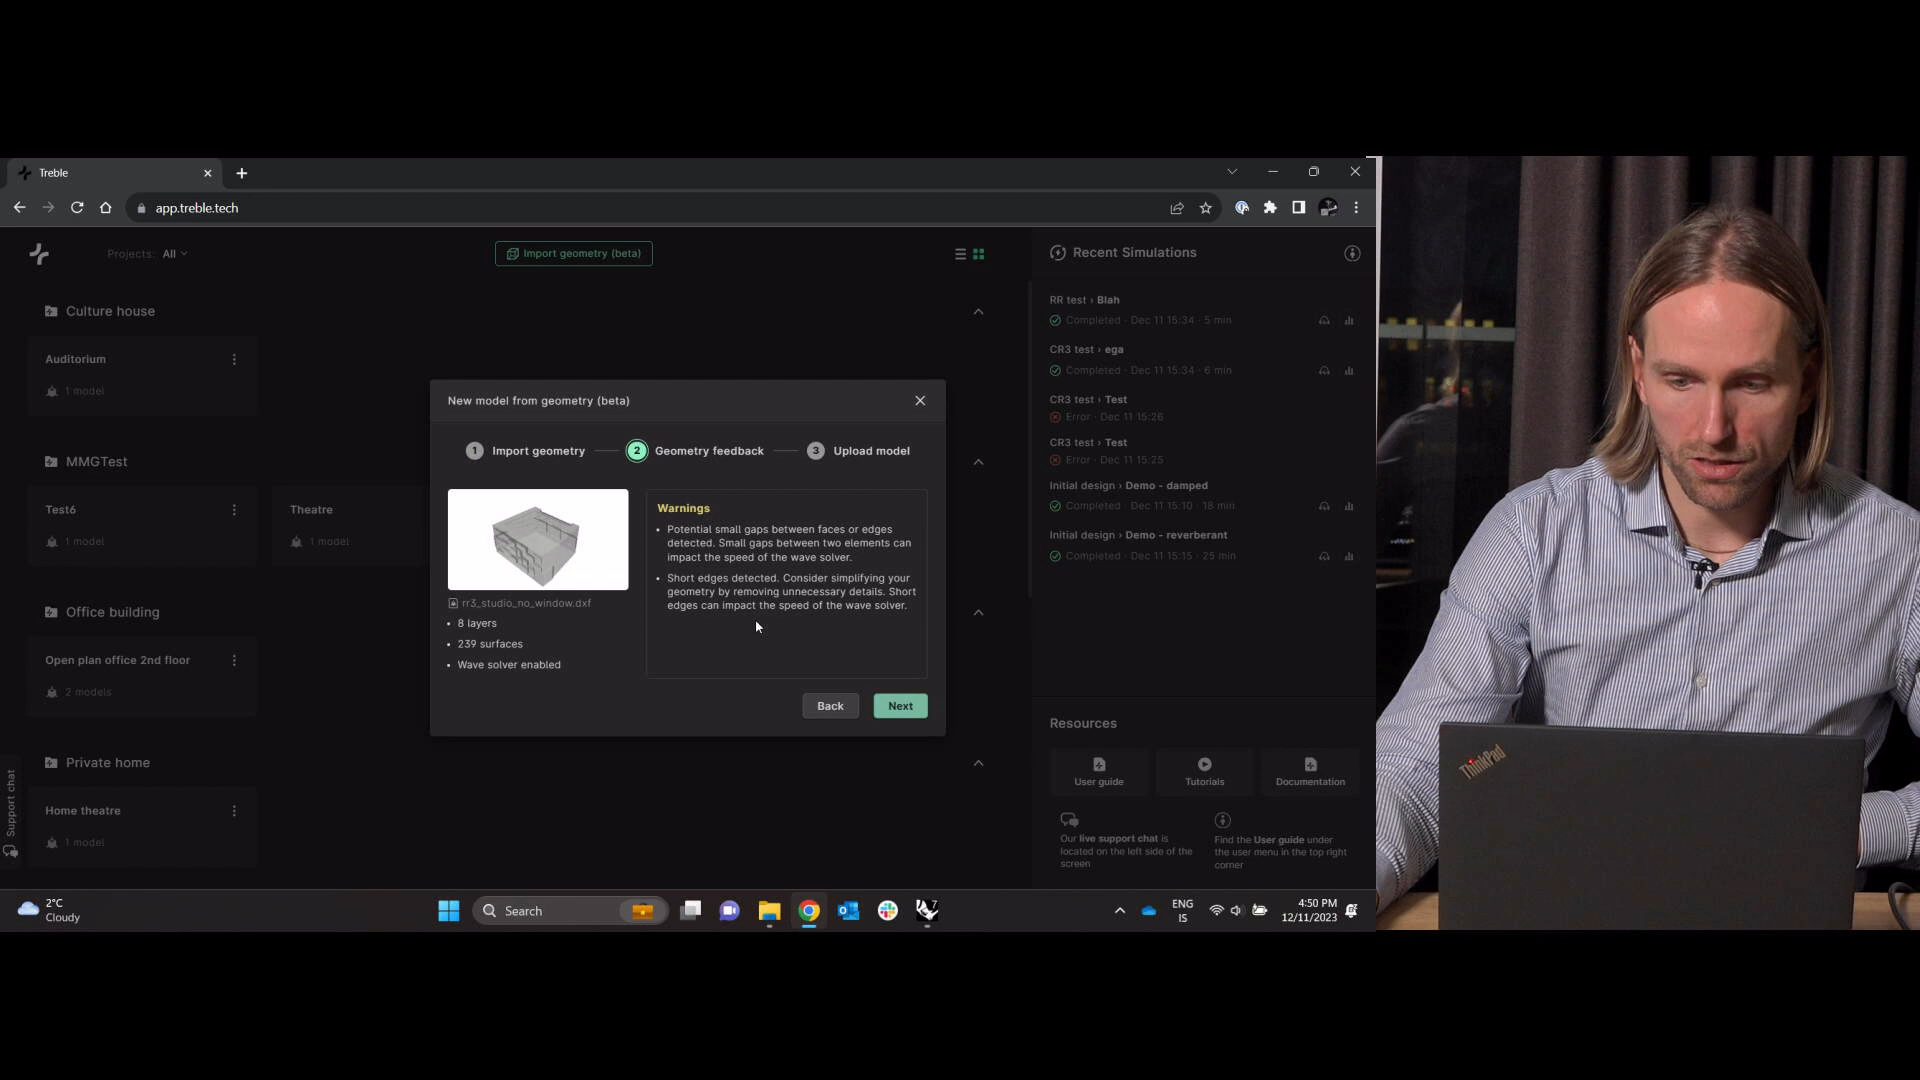 Treble
app.treble.tech
Projects: All
Import geometry (beta)
Recent Simulations
Culture house
Auditorium
1 model
MMGTest
Test6
1 model
Theatre
1 model
Office building
Open plan office 2nd floor
2 models
Private home
Home theatre
1 model
Support chat
New model from geometry (beta)
1 Import geometry
2 Geometry feedback
3 Upload model
rr3_studio_no_window.dxf
• 8 layers
• 239 surfaces
• Wave solver enabled
Warnings
• Potential small gaps between faces or edges
detected. Small gaps between two elements can
impact the speed of the wave solver.
• Short edges detected. Consider simplifying your
geometry by removing unnecessary details. Short
edges can impact the speed of the wave solver.
Back
Next
RR test › Blah
Completed · Dec 11 15:34 · 5 min
CR3 test › ega
Completed · Dec 11 15:34 · 6 min
CR3 test › Test
Error · Dec 11 15:26
CR3 test › Test
Error · Dec 11 15:25
Initial design › Demo - damped
Completed · Dec 11 15:10 · 18 min
Initial design › Demo - reverberant
Completed · Dec 11 15:15 · 25 min
Resources
User guide
Tutorials
Documentation
Our live support chat is
located on the left side of the
screen
Find the User guide under
the user menu in the top right
corner
2°C
Cloudy
Search
7
ENG
IS
4:50 PM
12/11/2023
ThinkPad